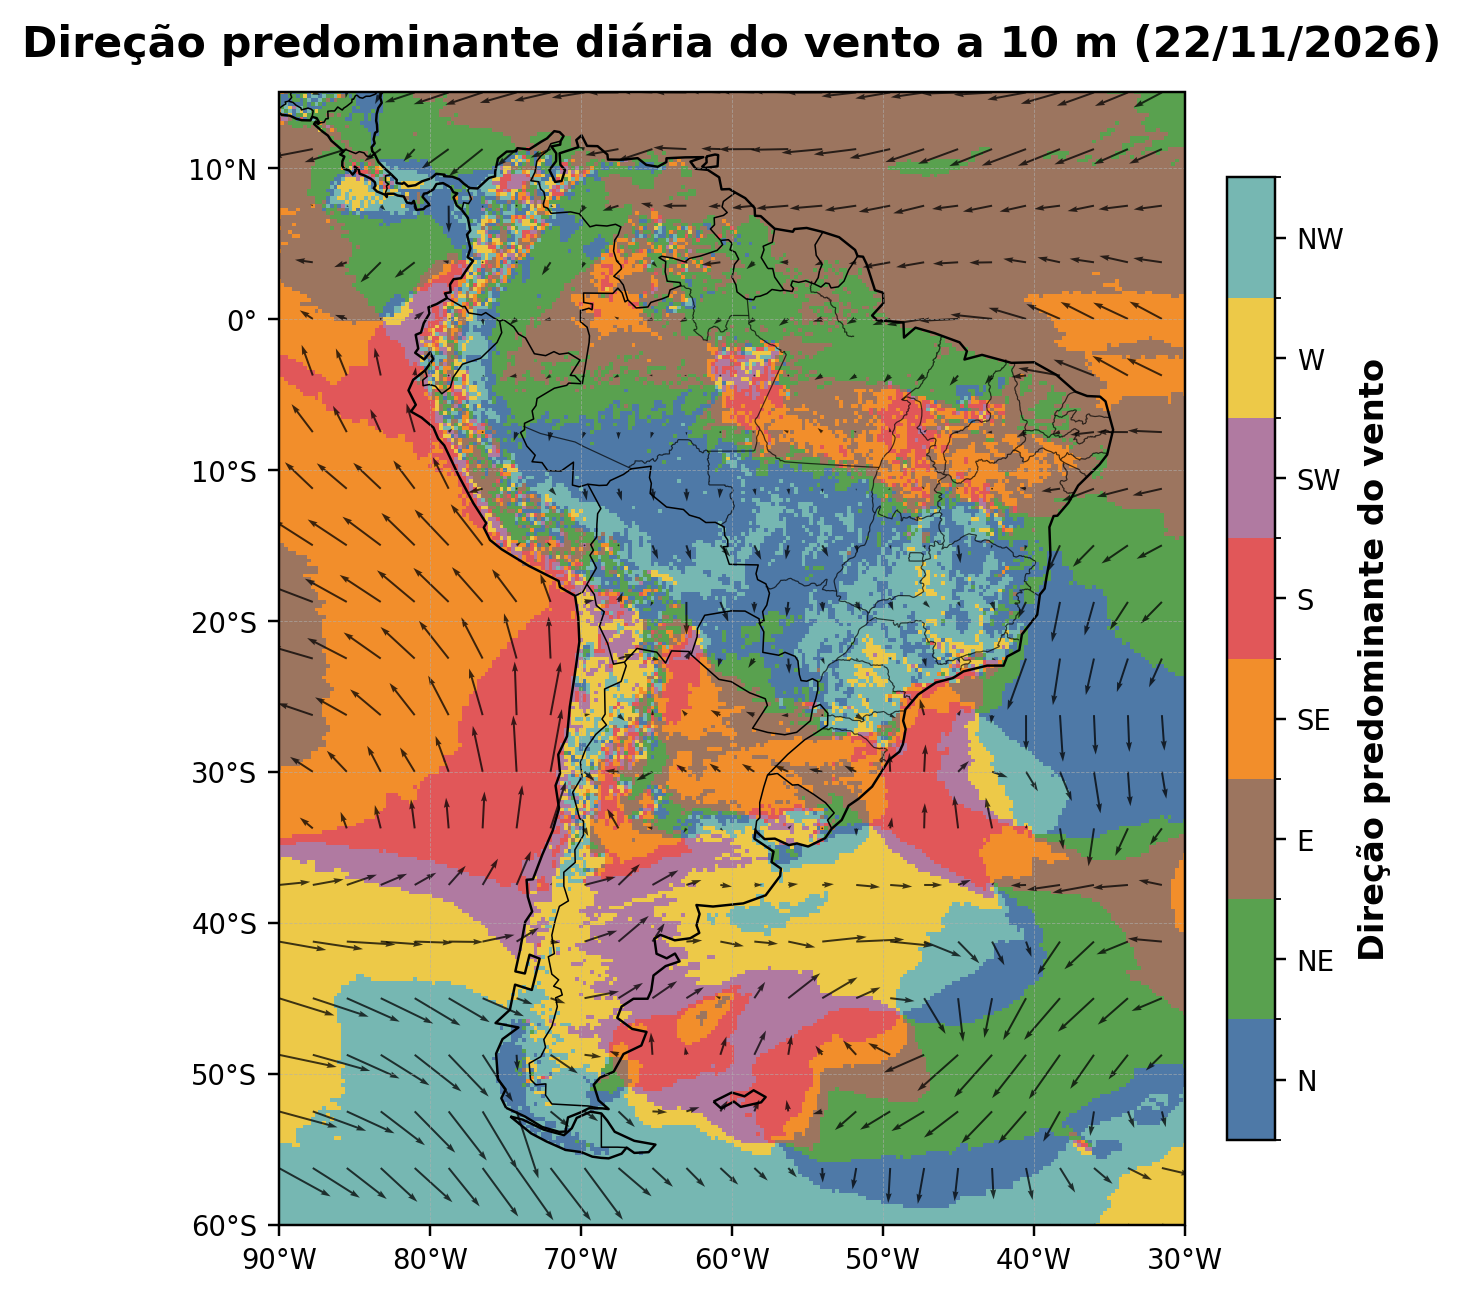 Direção predominante diária do vento a 10 m (22/11/2026)
10°N
0°
10°S
20°S
30°S
40°S
50°S
60°S
90°W
80°W
70°W
60°W
50°W
40°W
30°W
NW
W
SW
S
SE
E
NE
N
Direção predominante do vento